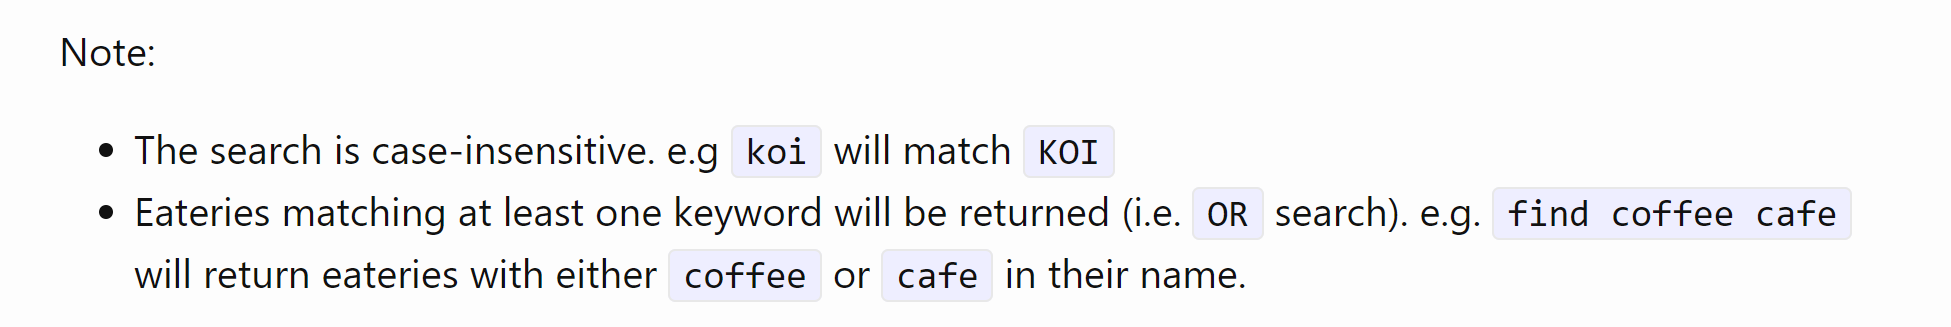 Note:
• The search is case-insensitive. e.g koi will match KOI
• Eateries matching at least one keyword will be returned (i.e. OR search). e.g. find coffee cafe
will return eateries with either coffee or cafe in their name.